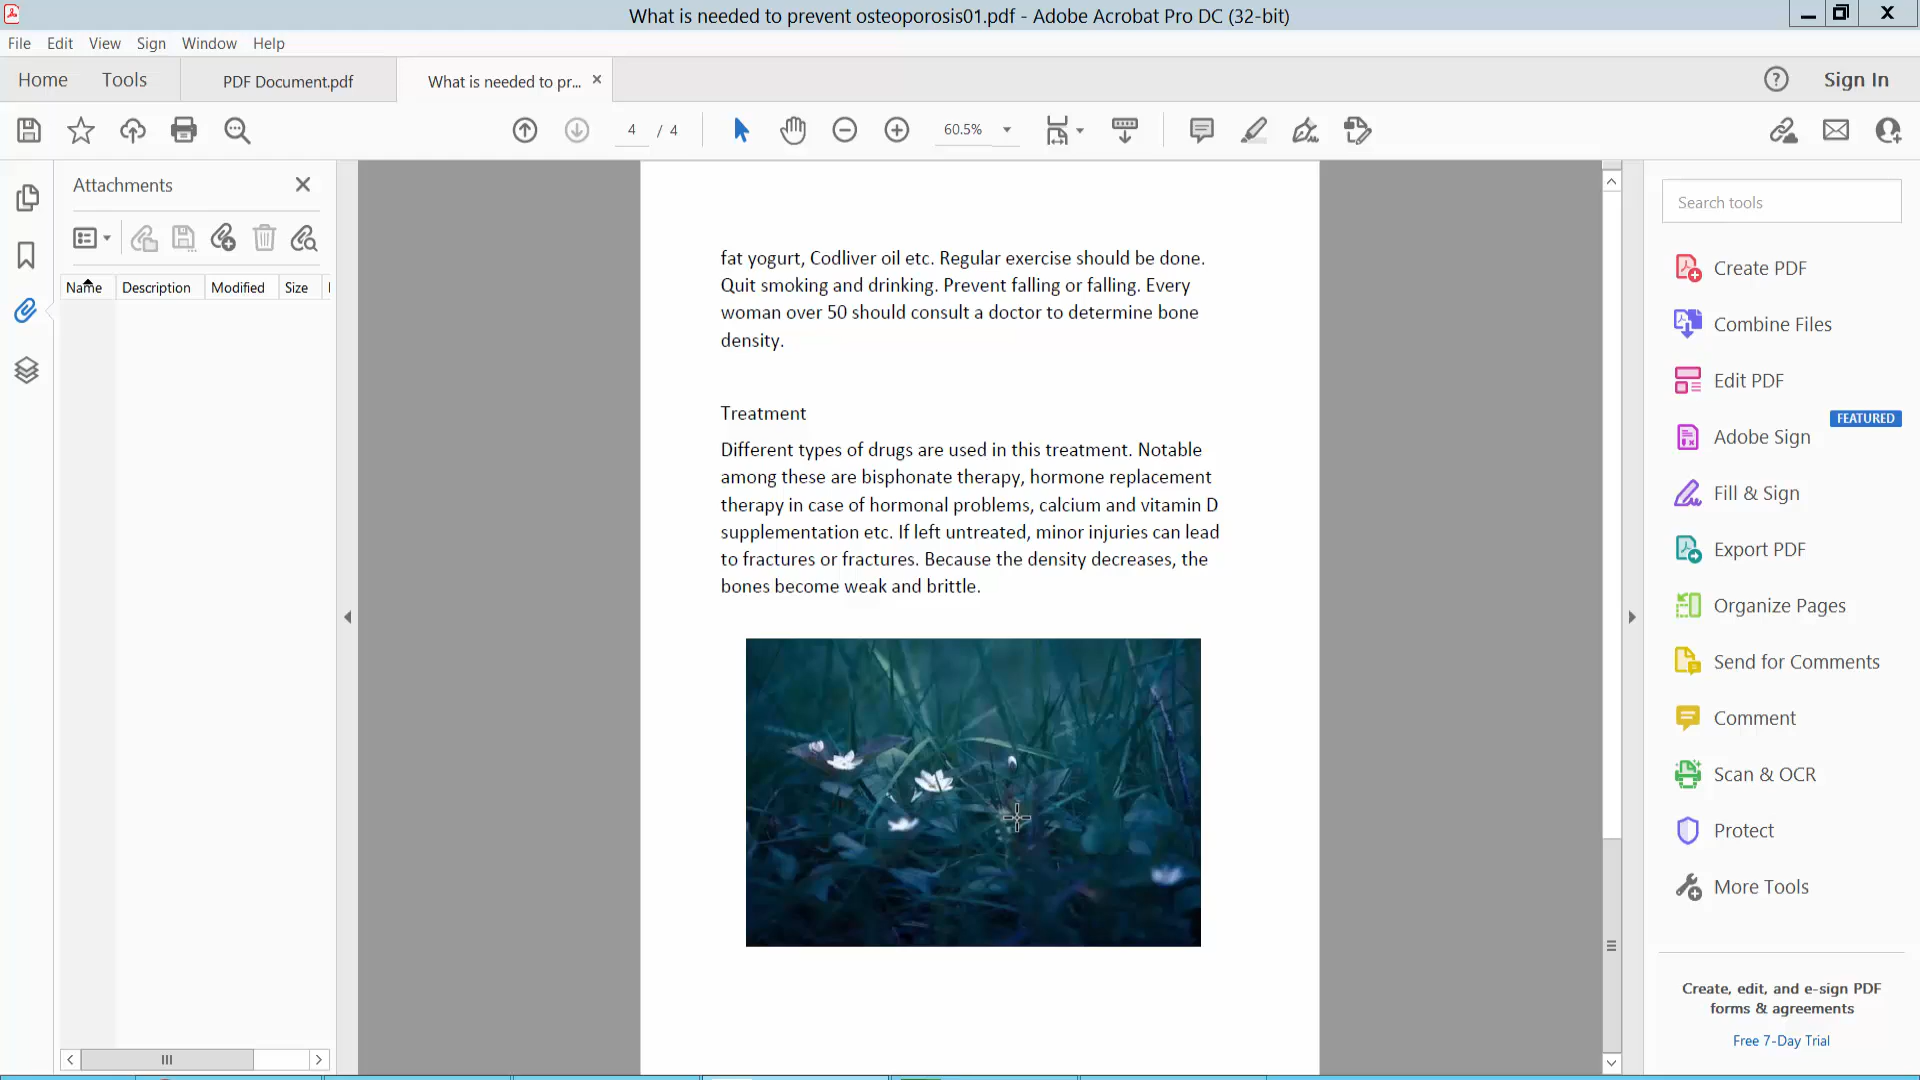 What is needed to prevent osteoporosis01.pdf - Adobe Acrobat Pro DC (32-bit)
File Edit View Sign Window Help
Home Tools PDF Document.pdf What is needed to pr... Sign In
4 / 4 60.5%
Attachments
Name Description Modified Size
fat yogurt, Codliver oil etc. Regular exercise should be done.
Quit smoking and drinking. Prevent falling or falling. Every
woman over 50 should consult a doctor to determine bone
density.
Treatment
Different types of drugs are used in this treatment. Notable
among these are bisphonate therapy, hormone replacement
therapy in case of hormonal problems, calcium and vitamin D
supplementation etc. If left untreated, minor injuries can lead
to fractures or fractures. Because the density decreases, the
bones become weak and brittle.
Search tools
Create PDF
Combine Files
Edit PDF
FEATURED
Adobe Sign
Fill & Sign
Export PDF
Organize Pages
Send for Comments
Comment
Scan & OCR
Protect
More Tools
Create, edit, and e-sign PDF
forms & agreements
Free 7-Day Trial